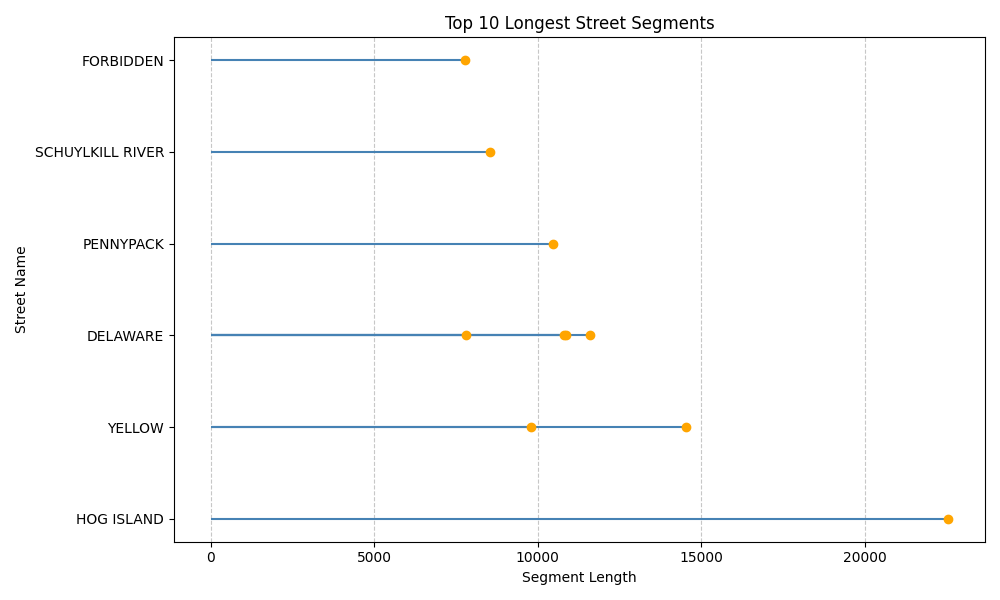 Top 10 Longest Street Segments
Street Name
FORBIDDEN
SCHUYLKILL RIVER
PENNYPACK
DELAWARE
YELLOW
HOG ISLAND
0 5000 10000 15000 20000
Segment Length